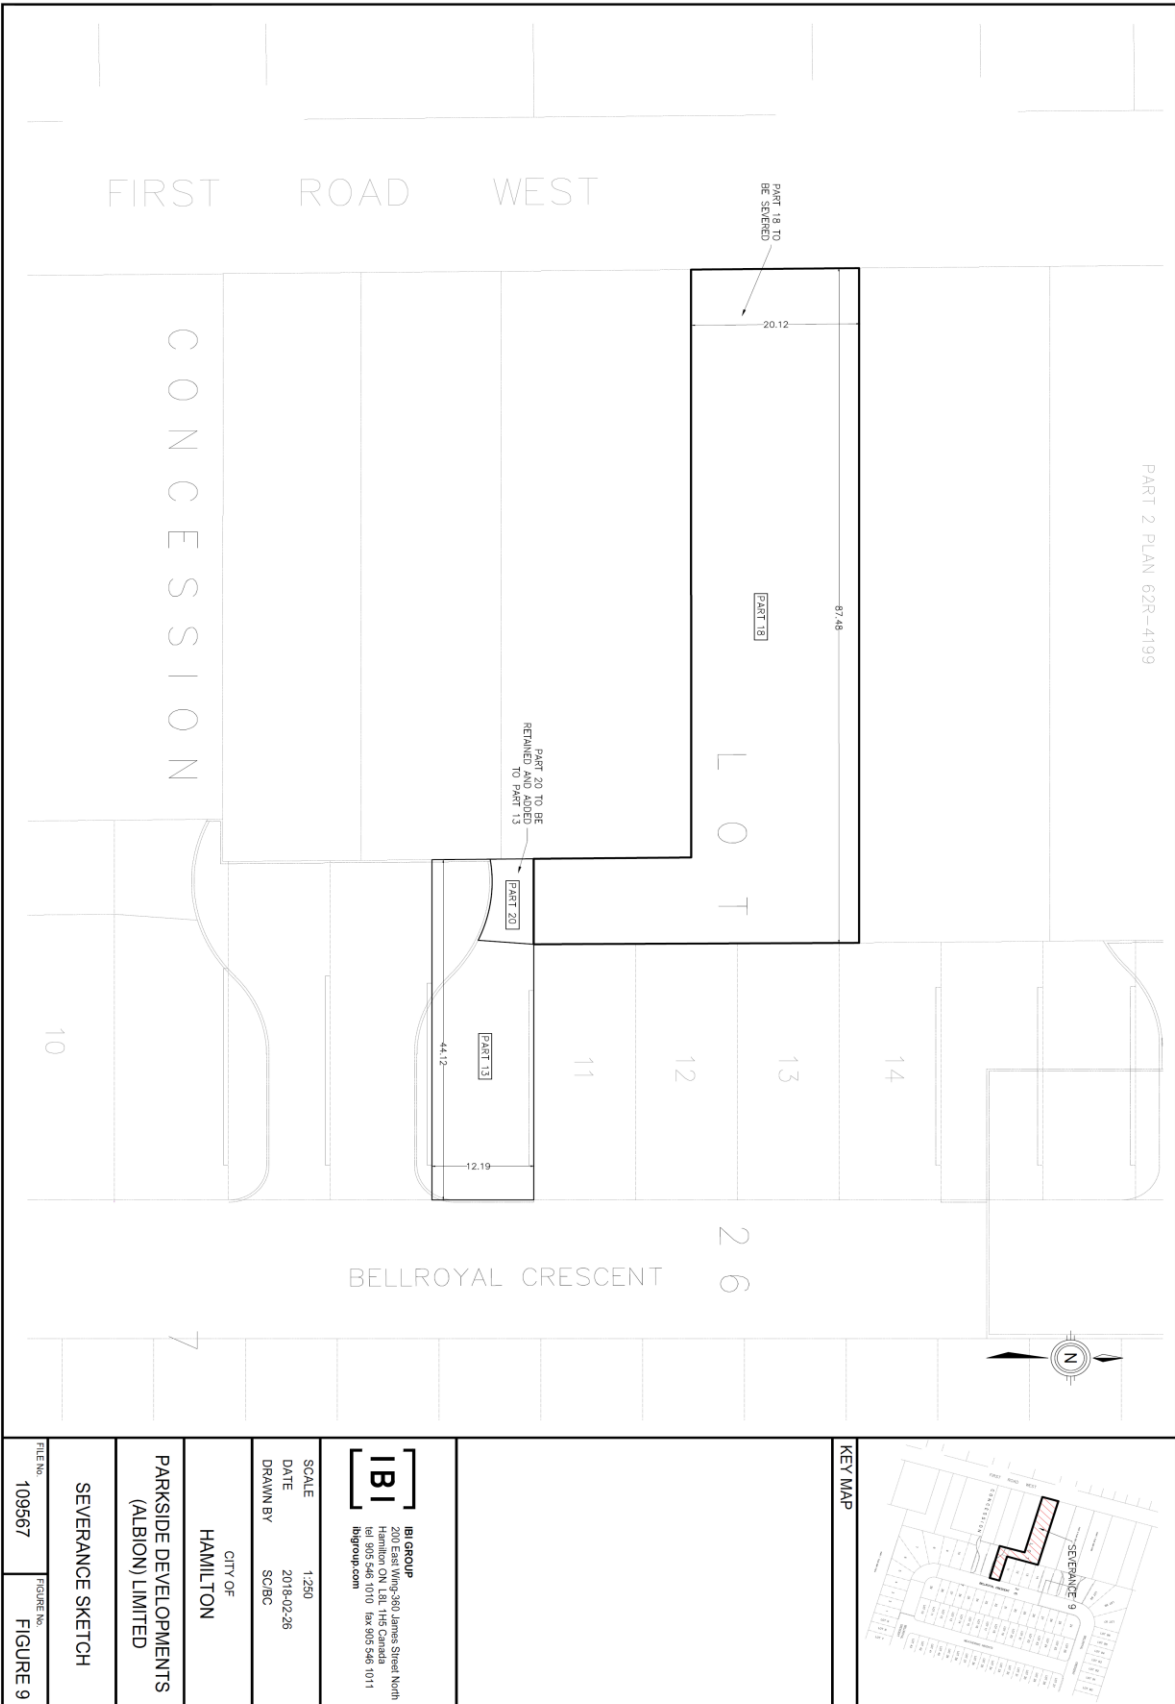 FIRST ROAD WEST
PART 18 TO
BE SEVERED
20.12
87.48
PART 18
PART 2 PLAN 62R-4199
CONCESSION
LOT
PART 20 TO BE
RETAINED AND ADDED
TO PART 13
PART 20
PART 13
44.12
12.19
10
11
12
13
14
26
BELLROYAL CRESCENT
7
N
KEY MAP
SEVERANCE 9
FIRST ROAD WEST
CONCESSION
IBI
IBI GROUP
200 East Wing-360 James Street North
Hamilton ON L8L 1H5 Canada
tel 905 546 1010 fax 905 546 1011
ibigroup.com
SCALE 1:250
DATE 2018-02-26
DRAWN BY SC/BC
CITY OF
HAMILTON
PARKSIDE DEVELOPMENTS
(ALBION) LIMITED
SEVERANCE SKETCH
FILE No.
109567
FIGURE No.
FIGURE 9